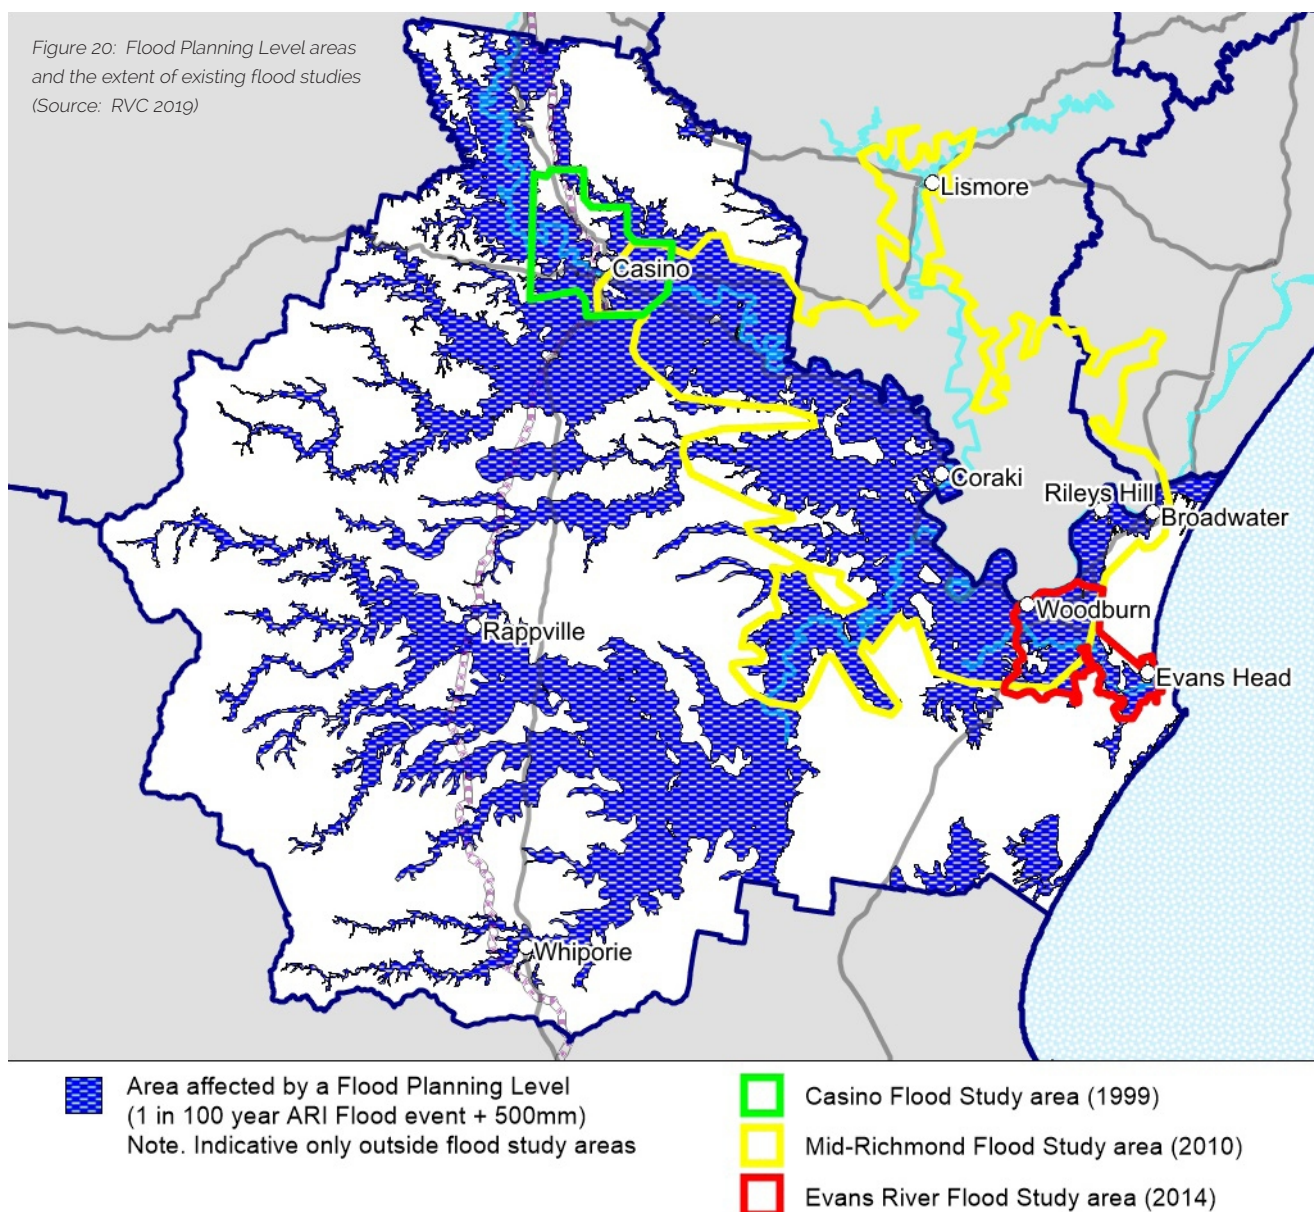 Figure 20: Flood Planning Level areas
and the extent of existing flood studies
(Source: RVC 2019)
Lismore
Casino
Coraki
Rileys Hill
Broadwater
Woodburn
Rappville
Evans Head
Whiporie
Area affected by a Flood Planning Level
(1 in 100 year ARI Flood event + 500mm)
Note. Indicative only outside flood study areas
Casino Flood Study area (1999)
Mid-Richmond Flood Study area (2010)
Evans River Flood Study area (2014)